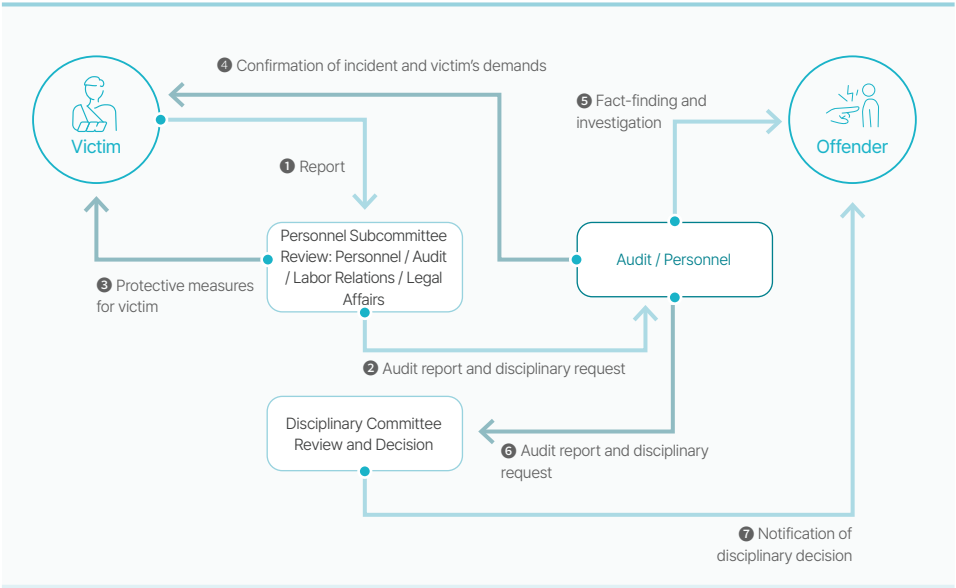 ❹ Confirmation of incident and victim's demands
Victim
❺ Fact-finding and
investigation
Offender
❶ Report
Personnel Subcommittee
Review: Personnel / Audit
/ Labor Relations / Legal
Affairs
Audit / Personnel
❸ Protective measures
for victim
❷ Audit report and disciplinary request
Disciplinary Committee
Review and Decision
❻ Audit report and disciplinary
request
❼ Notification of
disciplinary decision